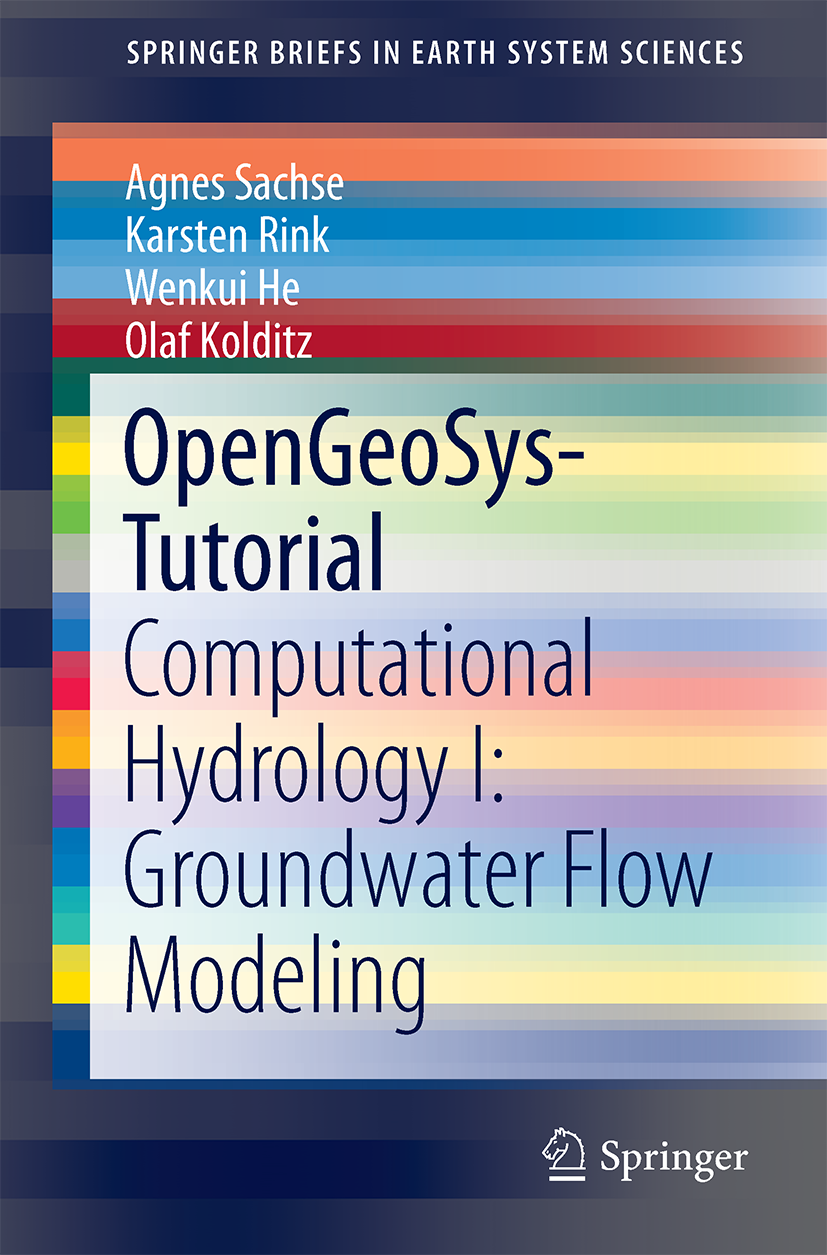 SPRINGER BRIEFS IN EARTH SYSTEM SCIENCES
Agnes Sachse
Karsten Rink
Wenkui He
Olaf Kolditz
OpenGeoSys-
Tutorial
Computational
Hydrology I:
Groundwater Flow
Modeling
Springer